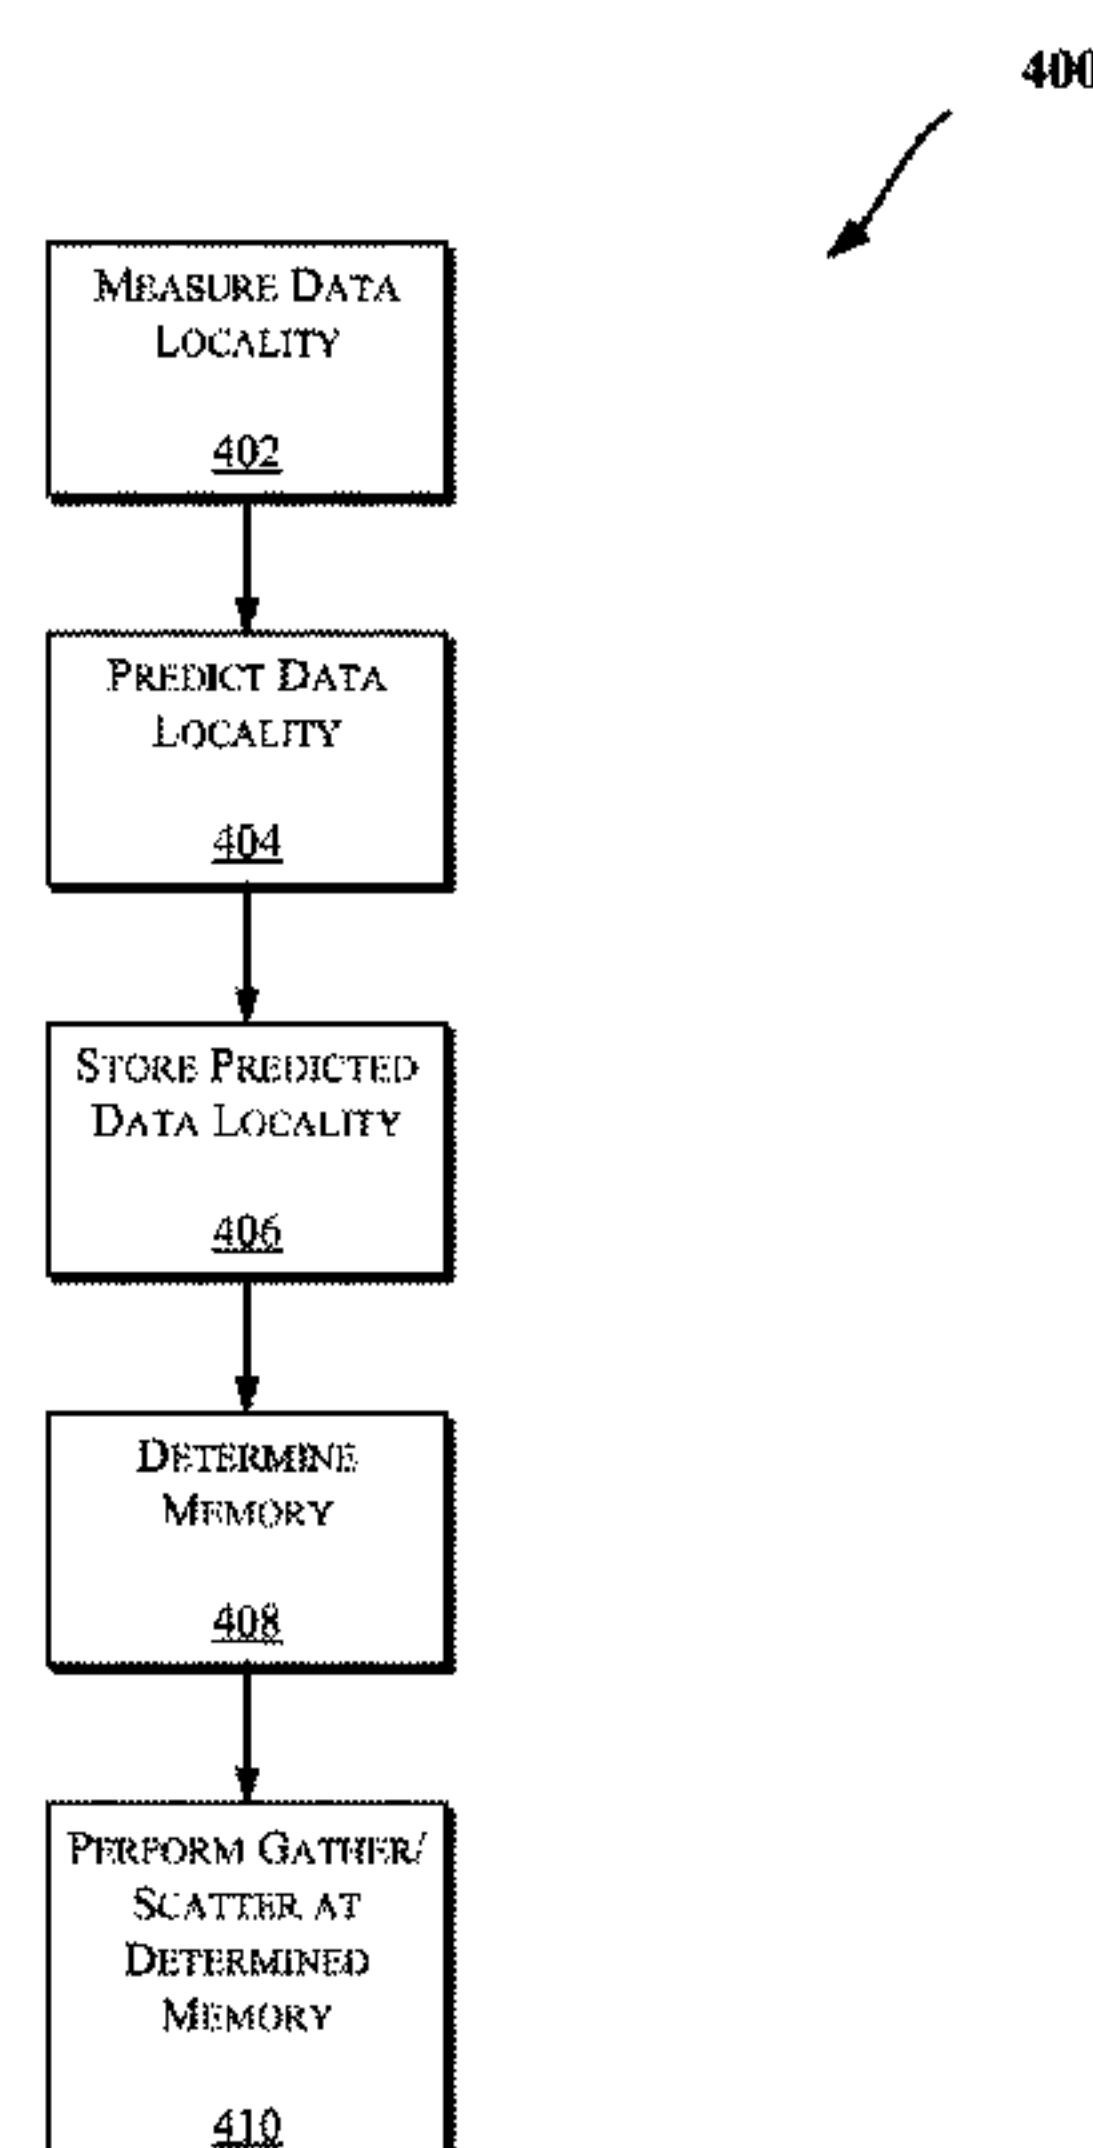 400
MEASURE DATA
LOCALITY
402
PREDICT DATA
LOCALITY
404
STORE PREDICTED
DATA LOCALITY
406
DETERMINE
MEMORY
408
PERFORM GATHER/
SCATTER AT
DETERMINED
MEMORY
410